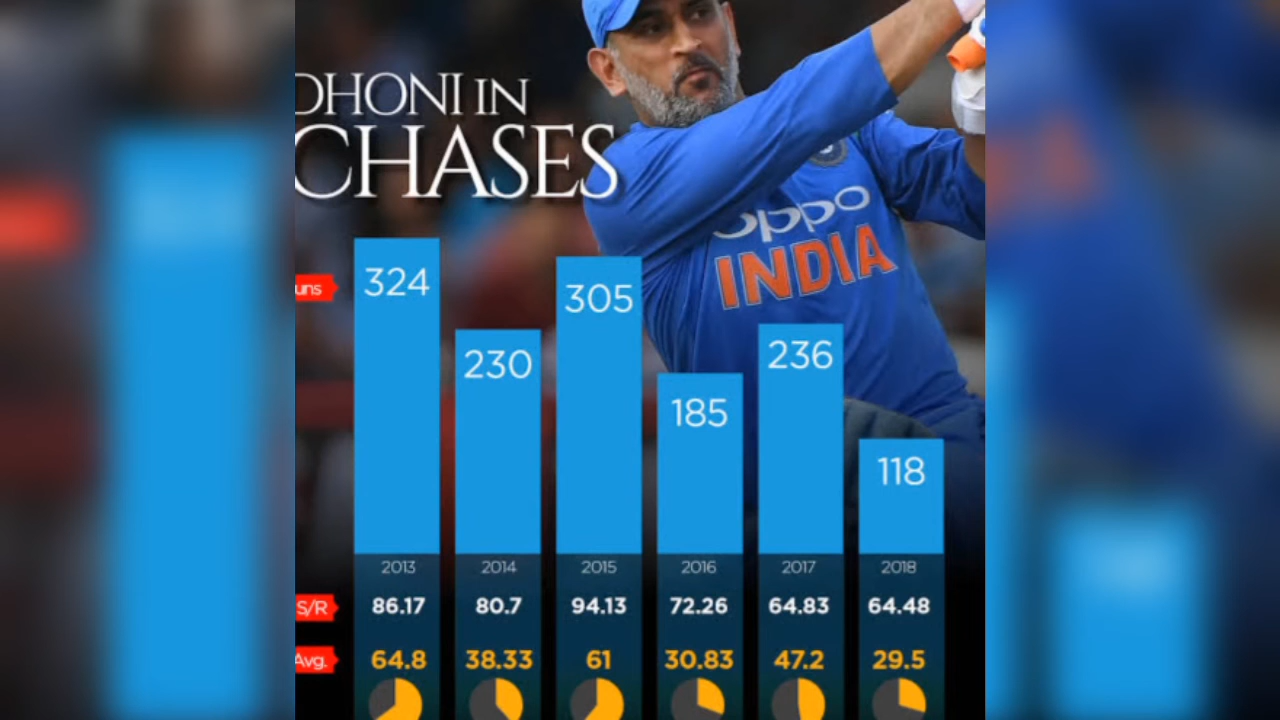 DHONI IN
CHASES
oppo
INDIA
uns
324
230
305
185
236
118
2013 2014 2015 2016 2017 2018
S/R 86.17 80.7 94.13 72.26 64.83 64.48
Avg. 64.8 38.33 61 30.83 47.2 29.5